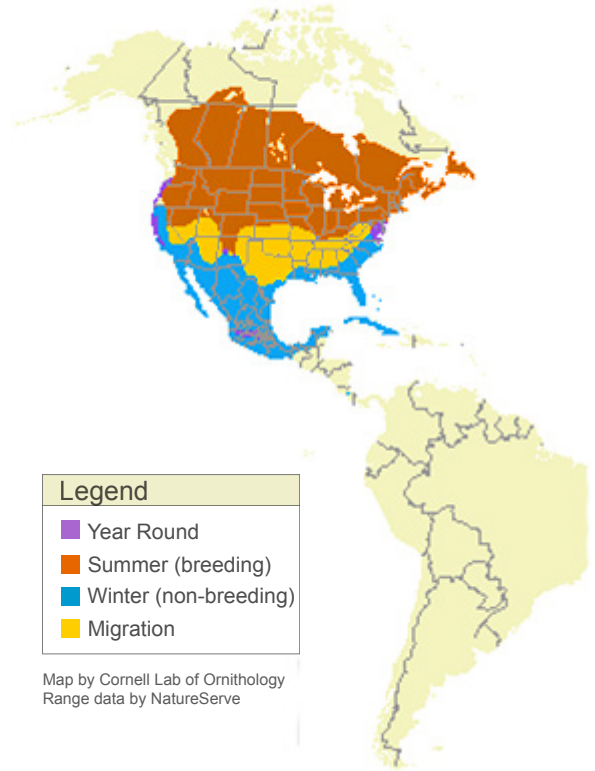 Legend
Year Round
Summer (breeding)
Winter (non-breeding)
Migration
Map by Cornell Lab of Ornithology
Range data by NatureServe